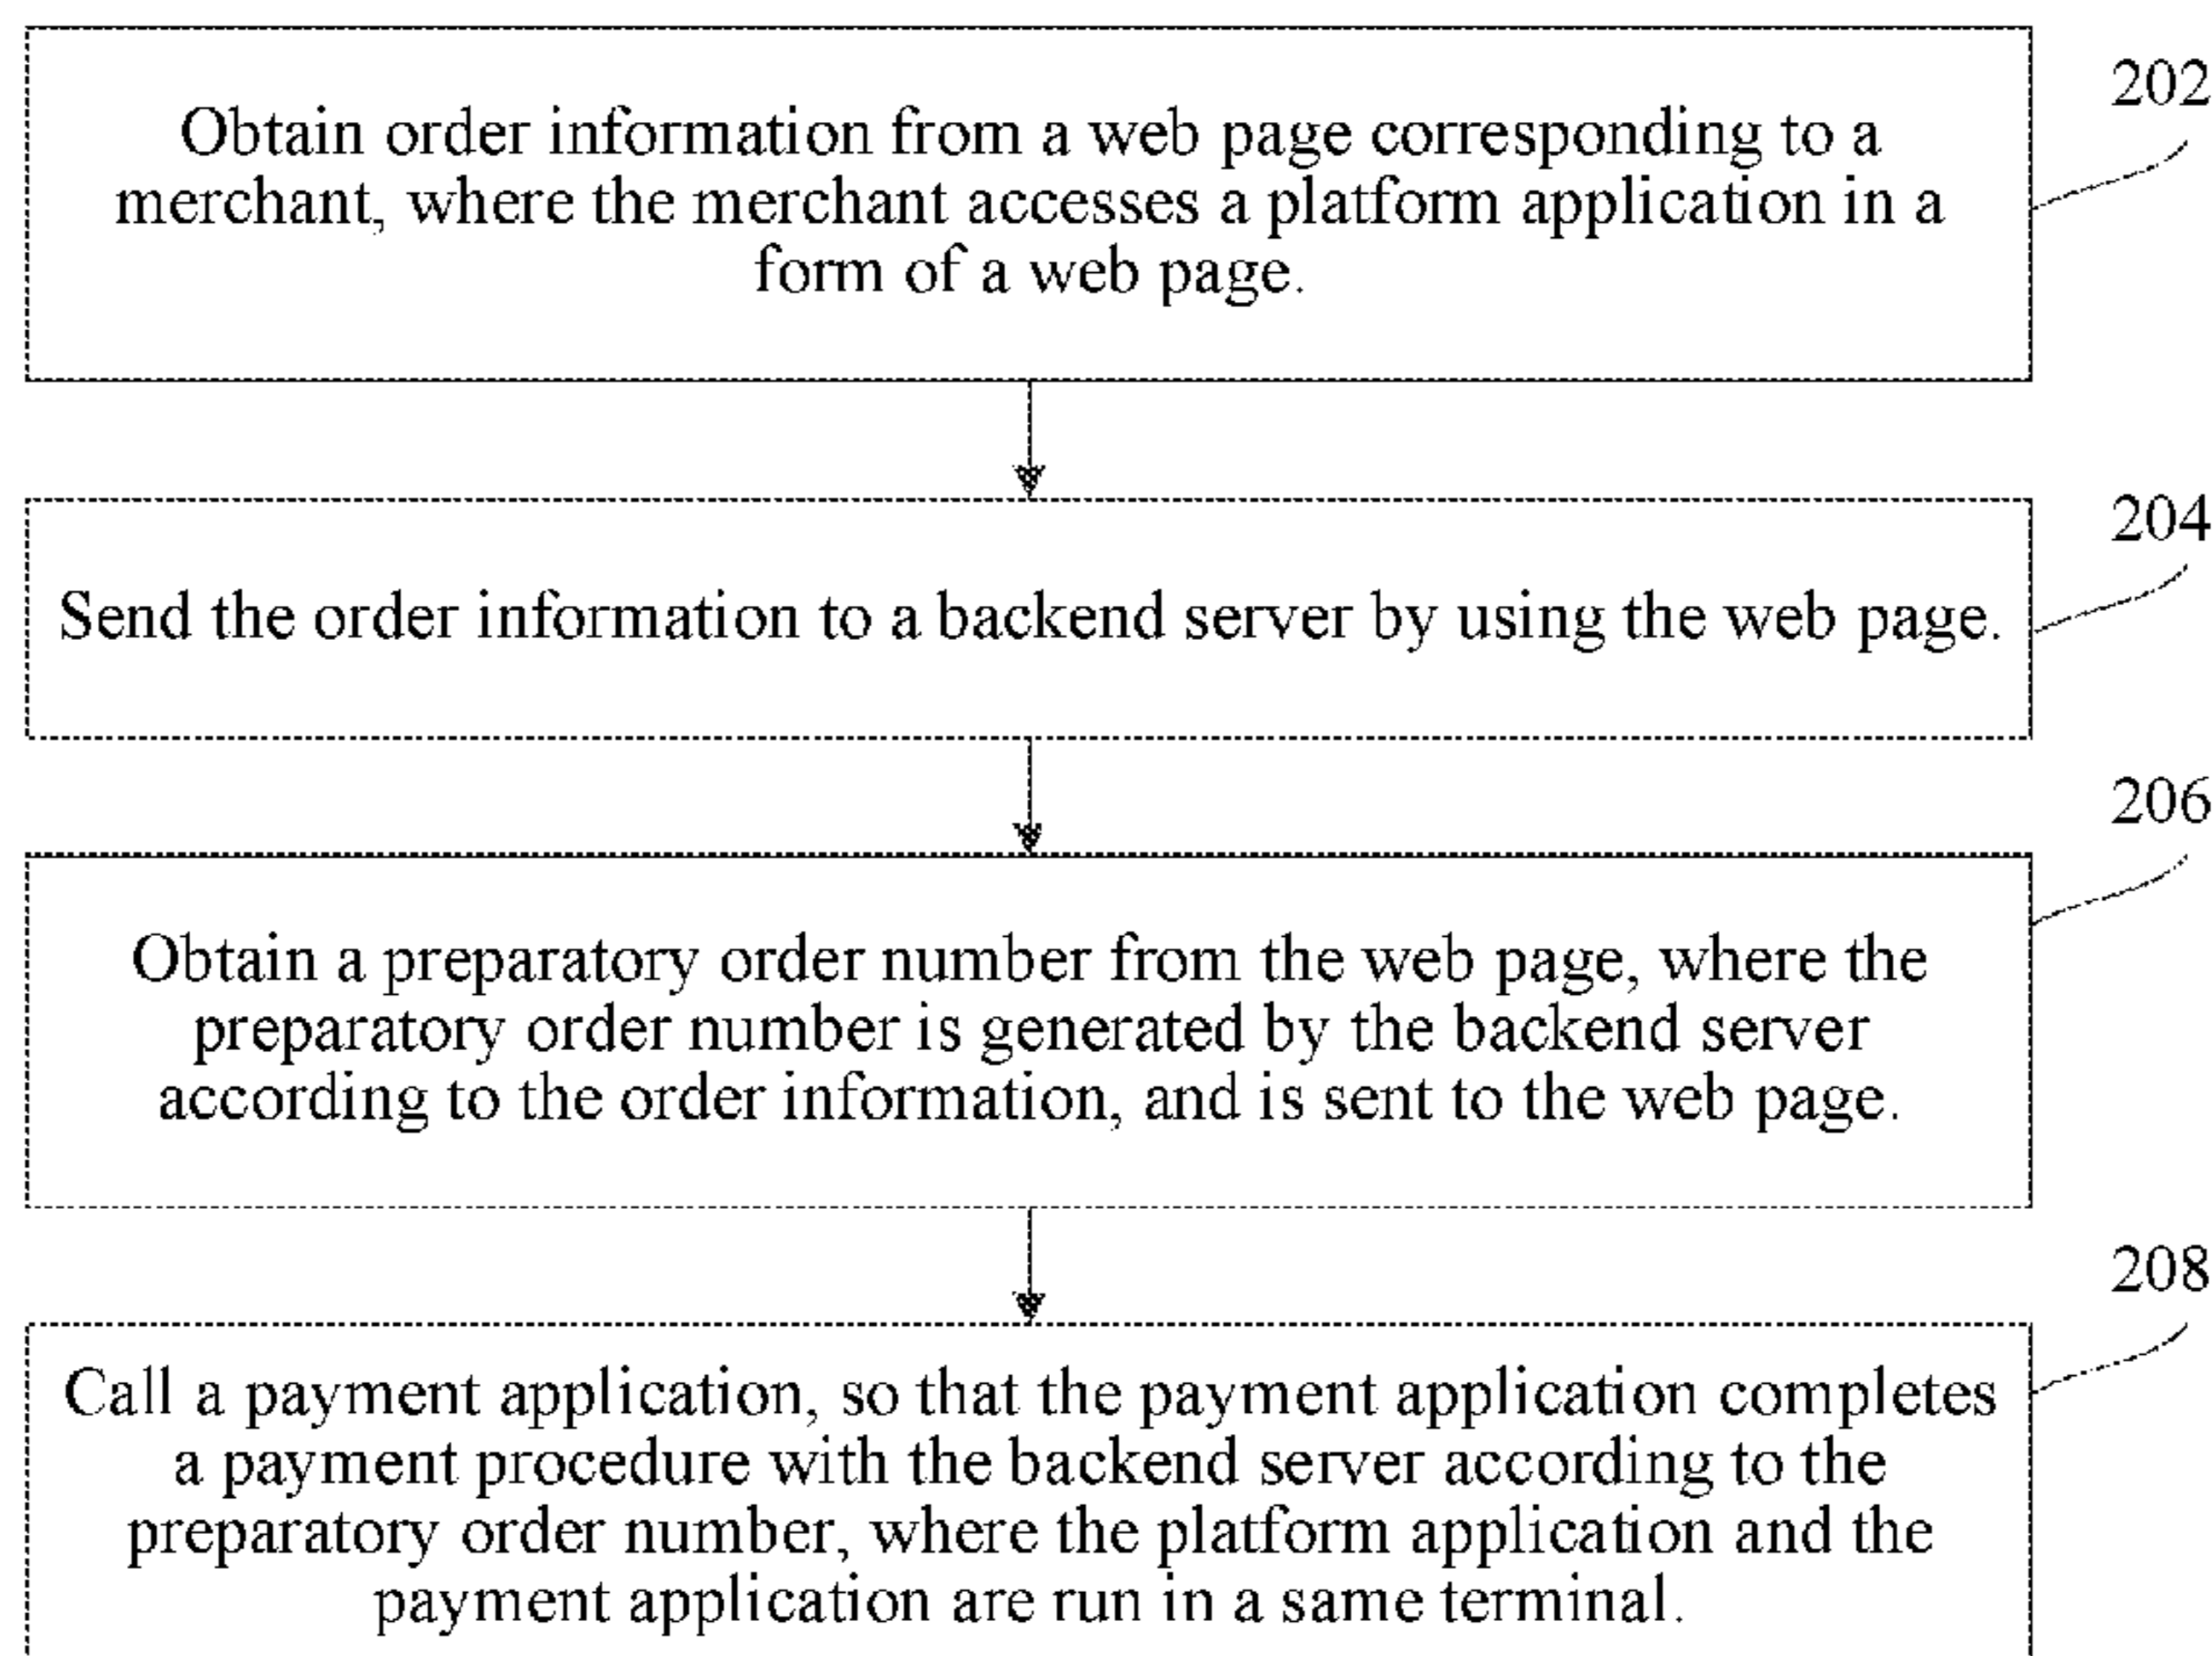 202
Obtain order information from a web page corresponding to a
merchant, where the merchant accesses a platform application in a
form of a web page.
204
Send the order information to a backend server by using the web page.
206
Obtain a preparatory order number from the web page, where the
preparatory order number is generated by the backend server
according to the order information, and is sent to the web page.
208
Call a payment application, so that the payment application completes
a payment procedure with the backend server according to the
preparatory order number, where the platform application and the
payment application are run in a same terminal.